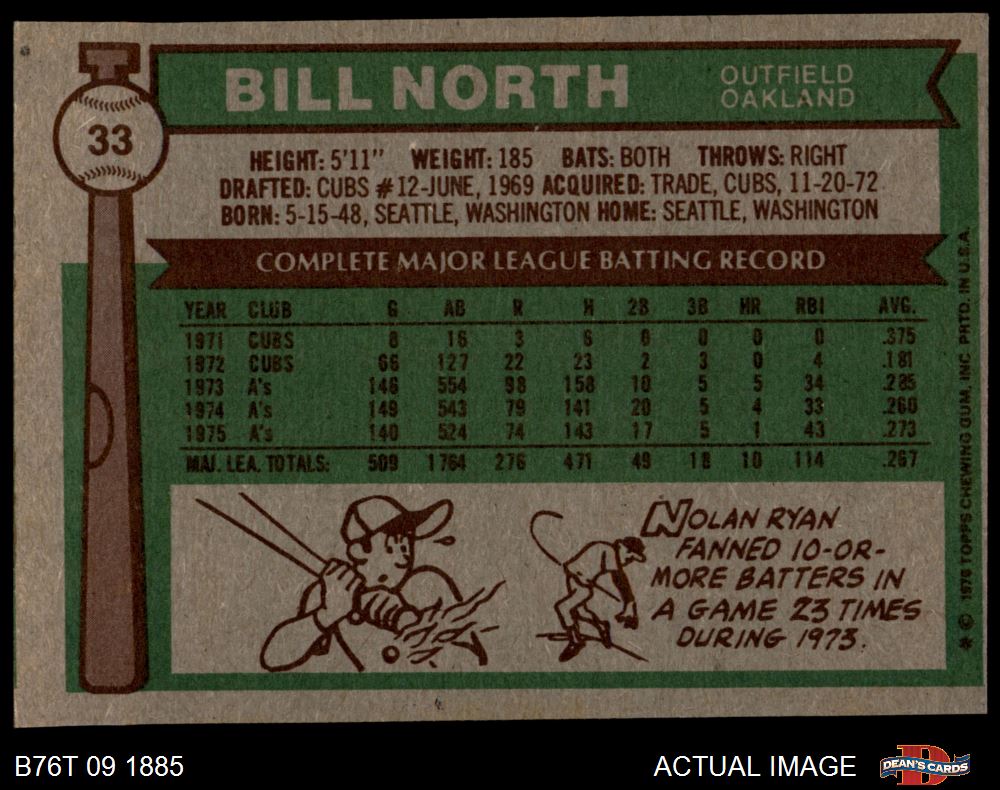 33
BILL NORTH
OUTFIELD
OAKLAND
HEIGHT: 5'11" WEIGHT: 185 BATS: BOTH THROWS: RIGHT
DRAFTED: CUBS #12-JUNE, 1969 ACQUIRED: TRADE, CUBS, 11-20-72
BORN: 5-15-48, SEATTLE, WASHINGTON HOME: SEATTLE, WASHINGTON
COMPLETE MAJOR LEAGUE BATTING RECORD
YEAR CLUB G AB R H 2B 3B HR RBI AVG.
1971 CUBS 8 16 3 6 0 0 0 0 .375
1972 CUBS 66 127 22 23 2 3 0 4 .181
1973 A's 146 554 98 158 10 5 5 34 .285
1974 A's 149 543 79 141 20 5 4 33 .260
1975 A's 140 524 74 143 17 5 1 43 .273
MAJ. LEA. TOTALS: 509 1764 276 471 49 18 10 114 .267
NOLAN RYAN
FANNED 10-OR-
MORE BATTERS IN
A GAME 23 TIMES
DURING 1973.
* © 1976 TOPPS CHEWING GUM, INC. PRTD. IN U.S.A.
B76T 09 1885
ACTUAL IMAGE
D
DEAN'S CARDS